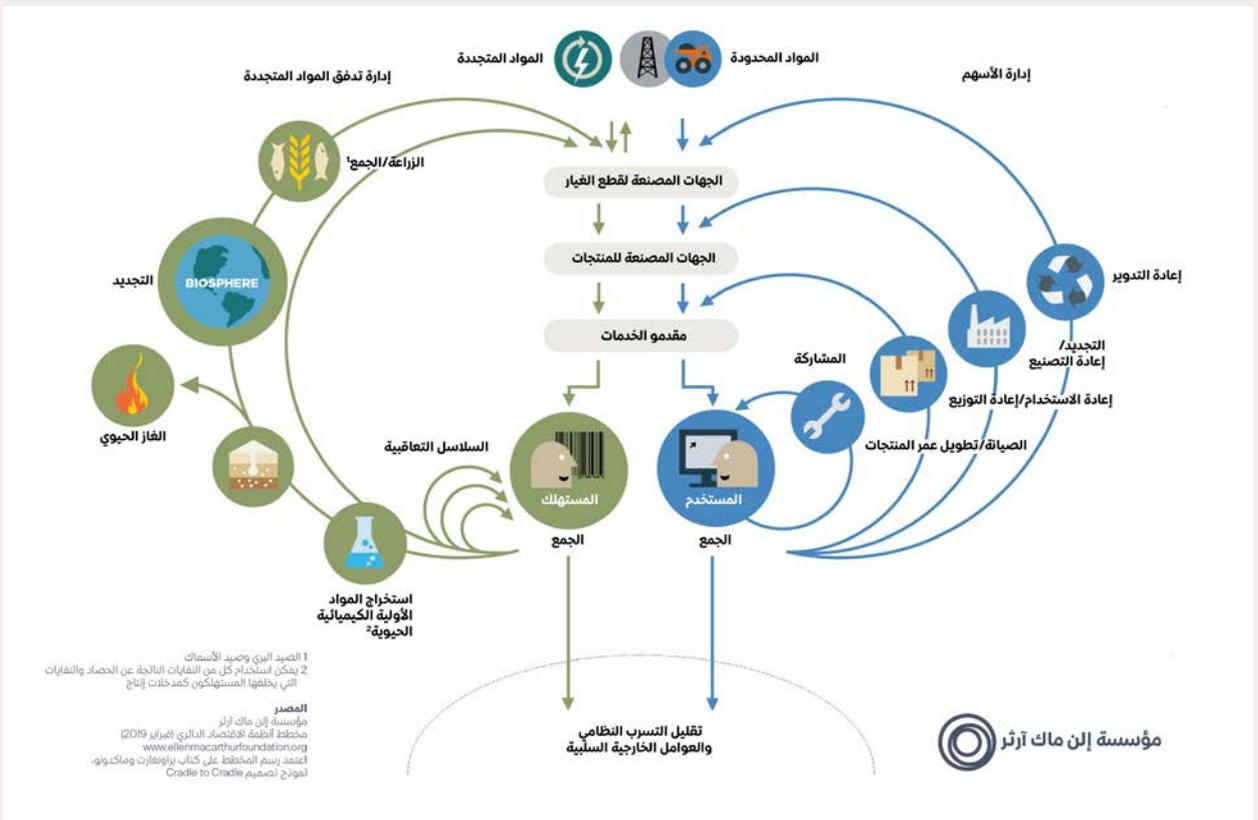 المواد المحدودة
المواد المتجددة
إدارة الأسهم
إدارة تدفق المواد المتجددة
الزراعة/الجمع¹
الجهات المصنعة لقطع الغيار
الجهات المصنعة للمنتجات
مقدمو الخدمات
BIOSPHERE
التجديد
إعادة التدوير
التجديد/
إعادة التصنيع
إعادة الاستخدام/إعادة التوزيع
المشاركة
الصيانة/تطويل عمر المنتجات
الغاز الحيوي
السلاسل التعاقبية
المستخدم
المستهلك
الجمع
الجمع
استخراج المواد
الأولية الكيميائية
الحيوية²
تقليل التسرب النظامي
والعوامل الخارجية السلبية
1 الصيد البري وصيد الأسماك
2 يمكن استخدام كل من النفايات الناتجة عن الحصاد والنفايات
التي يخلفها المستهلكون كمدخلات إنتاج
المصدر
مؤسسة إلن ماك آرثر
مخطط أنظمة الاقتصاد الدائري (فبراير 2019)
www.ellenmacarthurfoundation.org
اعتمد رسم المخطط على كتاب براونغارت وماكدونو،
نموذج تصميم Cradle to Cradle
مؤسسة إلن ماك آرثر